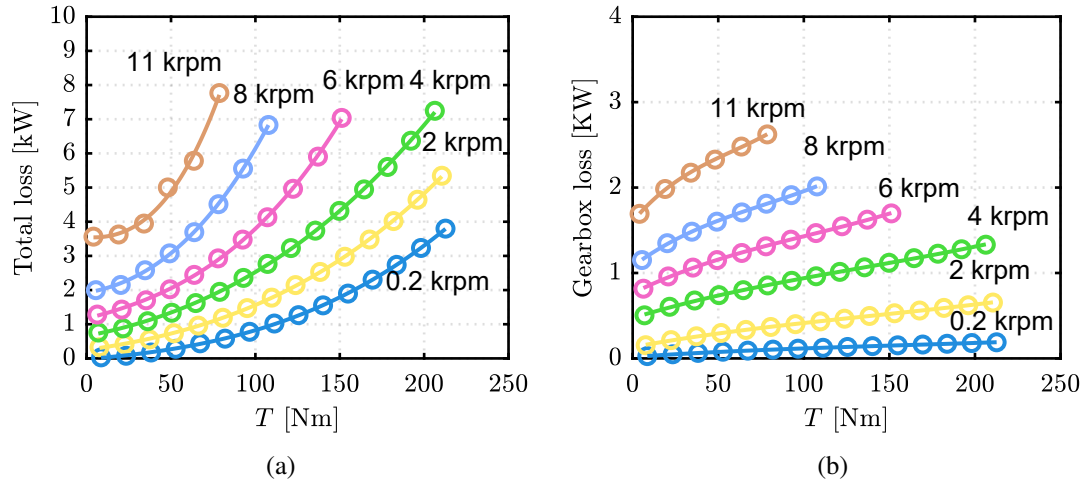 10
9
8
7
6
5
4
3
2
1
0
Total loss [kW]
11 krpm
8 krpm
6 krpm
4 krpm
2 krpm
0.2 krpm
0
50
100
150
200
250
T [Nm]
(a)
4
3
2
1
0
Gearbox loss [KW]
11 krpm
8 krpm
6 krpm
4 krpm
2 krpm
0.2 krpm
0
50
100
150
200
250
T [Nm]
(b)